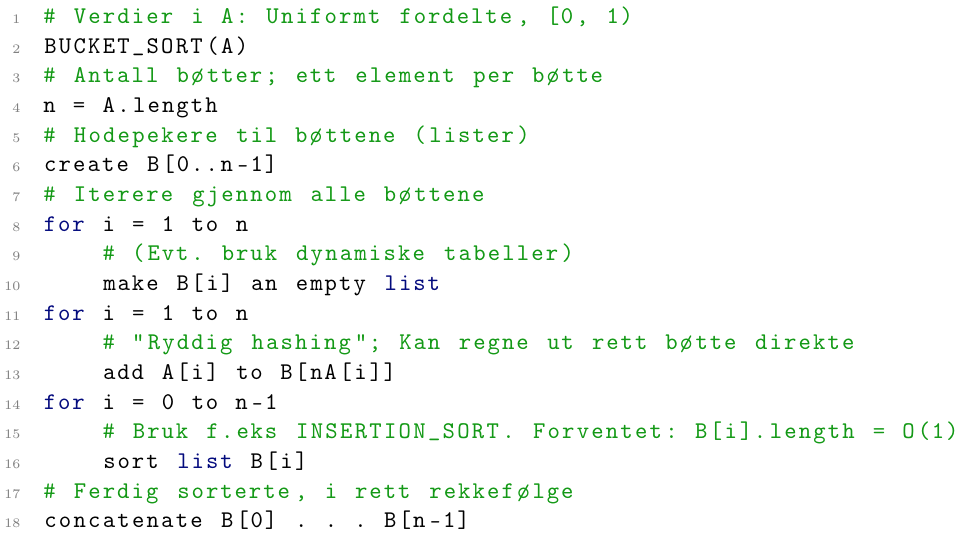 1 # Verdier i A: Uniformt fordelte, [0, 1)
2 BUCKET_SORT(A)
3 # Antall bøtter; ett element per bøtte
4 n = A.length
5 # Hodepekere til bøttene (lister)
6 create B[0..n-1]
7 # Iterere gjennom alle bøttene
8 for i = 1 to n
9     # (Evt. bruk dynamiske tabeller)
10     make B[i] an empty list
11 for i = 1 to n
12     # "Ryddig hashing"; Kan regne ut rett bøtte direkte
13     add A[i] to B[nA[i]]
14 for i = 0 to n-1
15     # Bruk f.eks INSERTION_SORT. Forventet: B[i].length = O(1)
16     sort list B[i]
17 # Ferdig sorterte, i rett rekkefølge
18 concatenate B[0] . . . B[n-1]